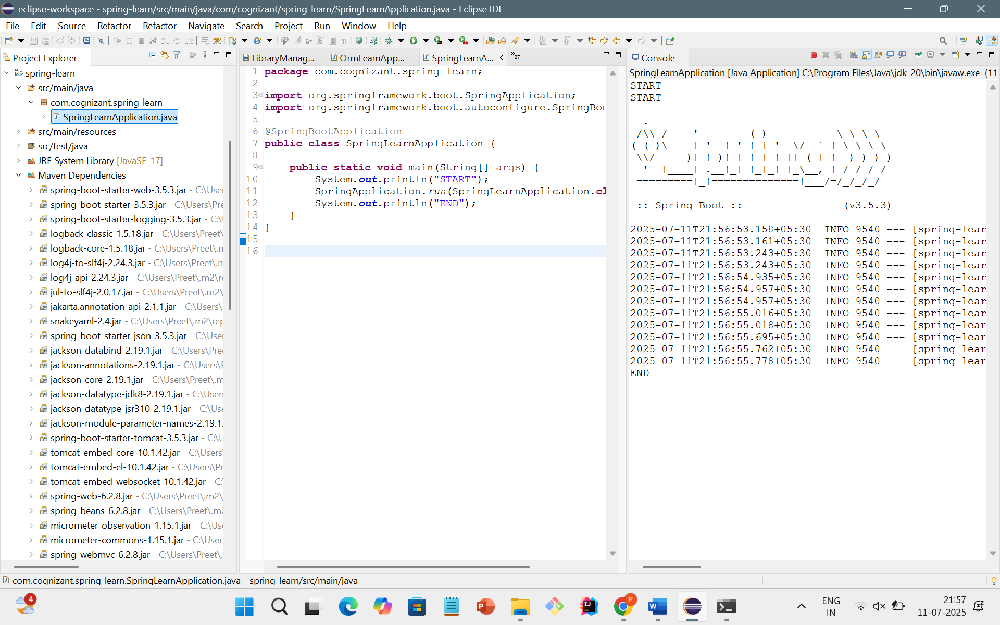 eclipse-workspace - spring-learn/src/main/java/com/cognizant/spring_learn/SpringLearnApplication.java - Eclipse IDE
File Edit Source Refactor Refactor Navigate Search Project Run Window Help
Project Explorer
spring-learn
src/main/java
com.cognizant.spring_learn
SpringLearnApplication.java
src/main/resources
src/test/java
JRE System Library [JavaSE-17]
Maven Dependencies
spring-boot-starter-web-3.5.3.jar - C:\User
spring-boot-starter-3.5.3.jar - C:\Users\Pre
spring-boot-starter-logging-3.5.3.jar - C:\
logback-classic-1.5.18.jar - C:\Users\Preet\
logback-core-1.5.18.jar - C:\Users\Preet\.m
log4j-to-slf4j-2.24.3.jar - C:\Users\Preet\.m
log4j-api-2.24.3.jar - C:\Users\Preet\.m2\re
jul-to-slf4j-2.0.17.jar - C:\Users\Preet\.m2\
jakarta.annotation-api-2.1.1.jar - C:\Users\
snakeyaml-2.4.jar - C:\Users\Preet\.m2\rep
spring-boot-starter-json-3.5.3.jar - C:\Use
jackson-databind-2.19.1.jar - C:\Users\Pre
jackson-annotations-2.19.1.jar - C:\Users\P
jackson-core-2.19.1.jar - C:\Users\Preet\.m
jackson-datatype-jdk8-2.19.1.jar - C:\User
jackson-datatype-jsr310-2.19.1.jar - C:\Use
jackson-module-parameter-names-2.19.1.
spring-boot-starter-tomcat-3.5.3.jar - C:\U
tomcat-embed-core-10.1.42.jar - C:\Users
tomcat-embed-el-10.1.42.jar - C:\Users\Pr
tomcat-embed-websocket-10.1.42.jar - C:
spring-web-6.2.8.jar - C:\Users\Preet\.m2\
spring-beans-6.2.8.jar - C:\Users\Preet\.m2
micrometer-observation-1.15.1.jar - C:\Us
micrometer-commons-1.15.1.jar - C:\User
spring-webmvc-6.2.8.jar - C:\Users\Preet\.
LibraryManag... OrmLearnApp... SpringLearnA... 27
1 package com.cognizant.spring_learn;
2
3 import org.springframework.boot.SpringApplication;
4 import org.springframework.boot.autoconfigure.SpringBoo
5
6 @SpringBootApplication
7 public class SpringLearnApplication {
8
9 public static void main(String[] args) {
10 System.out.println("START");
11 SpringApplication.run(SpringLearnApplication.cl
12 System.out.println("END");
13 }
14 }
15
16
Console
SpringLearnApplication [Java Application] C:\Program Files\Java\jdk-20\bin\javaw.exe (11-
START
START
  .   ____          _            __ _ _
 /\\ / ___'_ __ _ _(_)_ __  __ _ \ \ \ \
( ( )\___ | '_ | '_| | '_ \/ _` | \ \ \ \
 \\/  ___)| |_)| | | | | || (_| |  ) ) ) )
  '  |____| .__|_| |_|_| |_\__, | / / / /
 =========|_|==============|___/=/_/_/_/
:: Spring Boot :: (v3.5.3)
2025-07-11T21:56:53.158+05:30 INFO 9540 --- [spring-lear
2025-07-11T21:56:53.161+05:30 INFO 9540 --- [spring-lear
2025-07-11T21:56:53.243+05:30 INFO 9540 --- [spring-lear
2025-07-11T21:56:53.243+05:30 INFO 9540 --- [spring-lear
2025-07-11T21:56:54.935+05:30 INFO 9540 --- [spring-lear
2025-07-11T21:56:54.957+05:30 INFO 9540 --- [spring-lear
2025-07-11T21:56:54.957+05:30 INFO 9540 --- [spring-lear
2025-07-11T21:56:55.016+05:30 INFO 9540 --- [spring-lear
2025-07-11T21:56:55.018+05:30 INFO 9540 --- [spring-lear
2025-07-11T21:56:55.695+05:30 INFO 9540 --- [spring-lear
2025-07-11T21:56:55.762+05:30 INFO 9540 --- [spring-lear
2025-07-11T21:56:55.778+05:30 INFO 9540 --- [spring-lear
END
com.cognizant.spring_learn.SpringLearnApplication.java - spring-learn/src/main/java
4
P
ENG
IN
21:57
11-07-2025